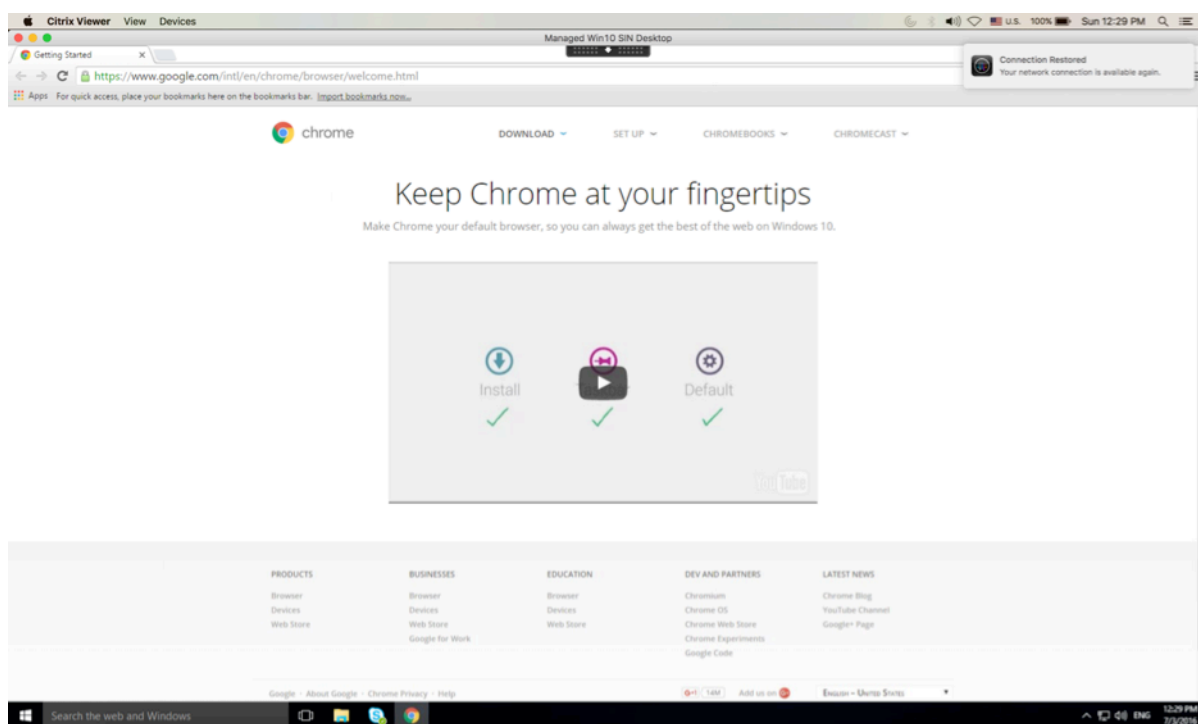 Citrix Viewer View Devices
U.S. 100% Sun 12:29 PM
Managed Win10 SIN Desktop
Getting Started
Connection Restored
Your network connection is available again.
https://www.google.com/intl/en/chrome/browser/welcome.html
Apps For quick access, place your bookmarks here on the bookmarks bar. Import bookmarks now...
chrome DOWNLOAD SET UP CHROMEBOOKS CHROMECAST
Keep Chrome at your fingertips
Make Chrome your default browser, so you can always get the best of the web on Windows 10.
Install Default
YouTube
PRODUCTS BUSINESSES EDUCATION DEV AND PARTNERS LATEST NEWS
Browser Browser Browser Chromium Chrome Blog
Devices Devices Devices Chrome OS YouTube Channel
Web Store Web Store Web Store Chrome Web Store Google+ Page
Google for Work Chrome Experiments
Google Code
Google · About Google · Chrome Privacy · Help G+1 14M Add us on English – United States
Search the web and Windows ENG 12:29 PM